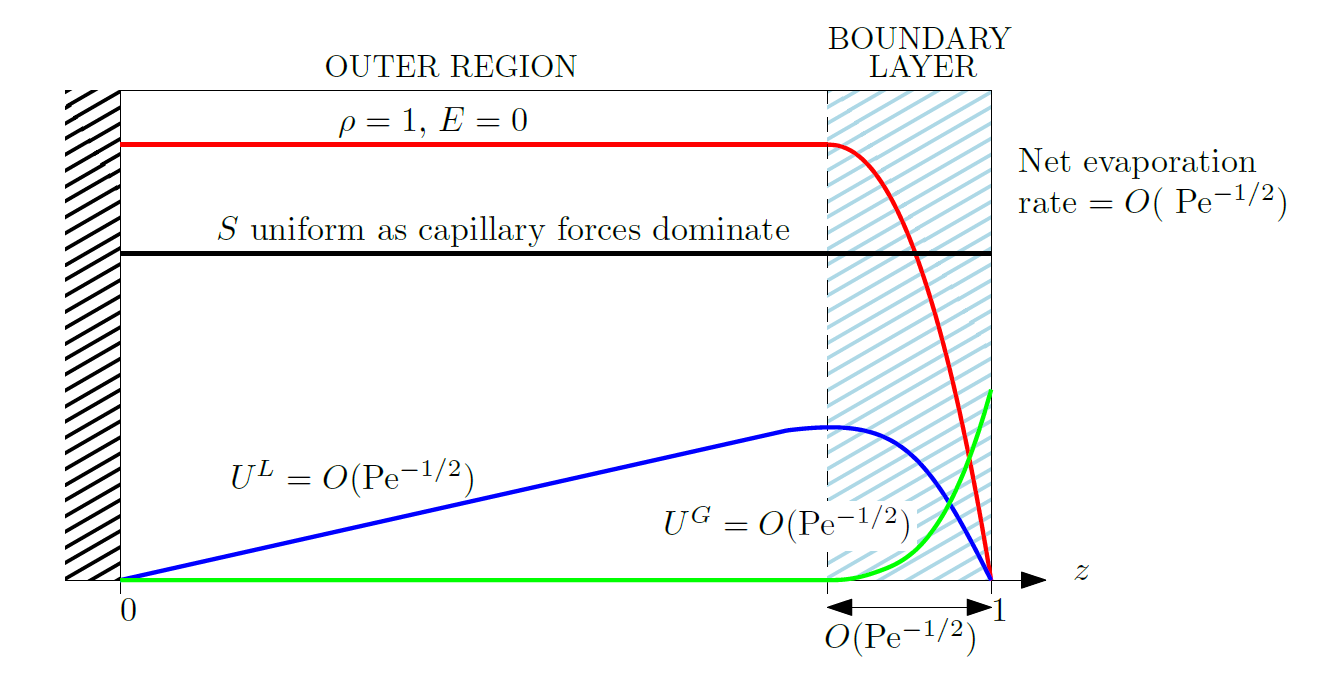 OUTER REGION
BOUNDARY
LAYER
ρ = 1, E = 0
Net evaporation
rate = O( Pe^{-1/2})
S uniform as capillary forces dominate
U^L = O(Pe^{-1/2})
U^G = O(Pe^{-1/2})
z
0
1
O(Pe^{-1/2})